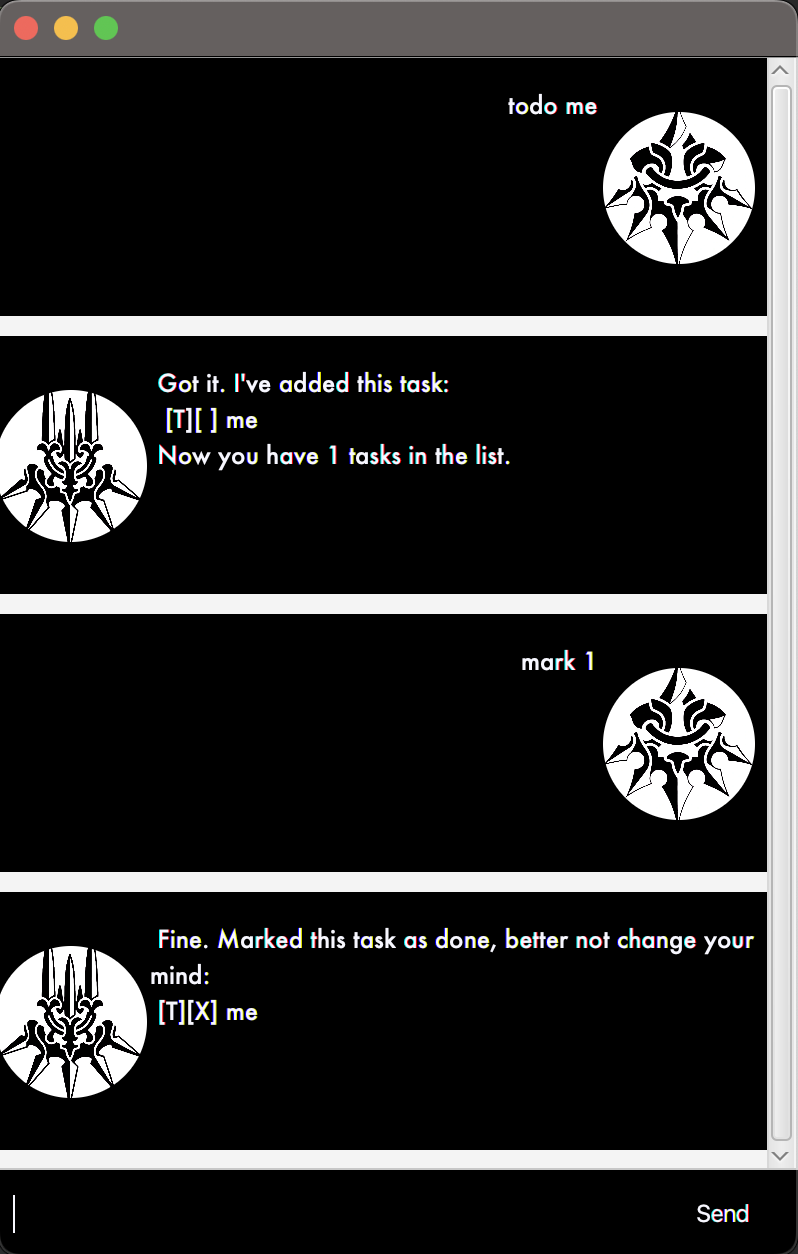 todo me
Got it. I've added this task:
[T][ ] me
Now you have 1 tasks in the list.
mark 1
Fine. Marked this task as done, better not change your
mind:
[T][X] me
Send